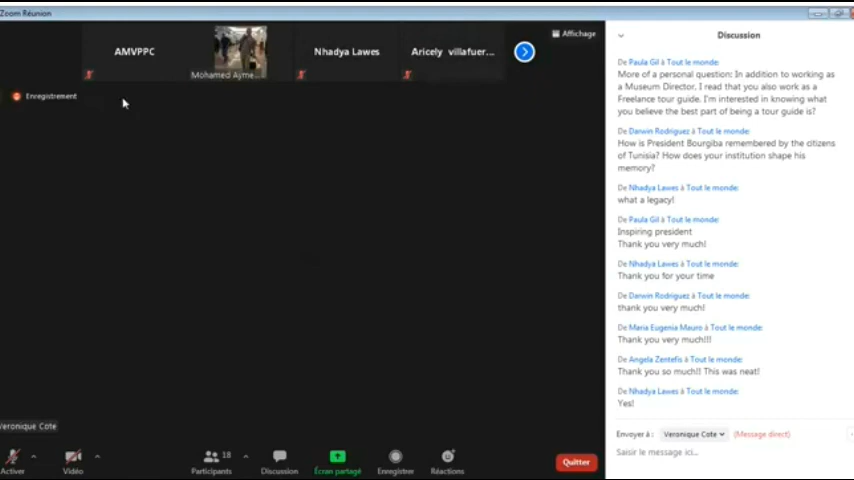 Zoom Réunion
AMVPPC
Mohamed Ayme...
Nhadya Lawes
Aricely villafuer...
Affichage
Enregistrement
Veronique Cote
Activer
Vidéo
18
Participants
Discussion
Écran partagé
Enregistrer
Réactions
Quitter
Discussion
De Paula Gil à Tout le monde:
More of a personal question: In addition to working as
a Museum Director, I read that you also work as a
Freelance tour guide. I'm interested in knowing what
you believe the best part of being a tour guide is?
De Darwin Rodriguez à Tout le monde:
How is President Bourgiba remembered by the citizens
of Tunisia? How does your institution shape his
memory?
De Nhadya Lawes à Tout le monde:
what a legacy!
De Paula Gil à Tout le monde:
Inspiring president
Thank you very much!
De Nhadya Lawes à Tout le monde:
Thank you for your time
De Darwin Rodriguez à Tout le monde:
thank you very much!
De Maria Eugenia Mauro à Tout le monde:
Thank you very much!!!
De Angela Zentefis à Tout le monde:
Thank you so much!! This was neat!
De Nhadya Lawes à Tout le monde:
Yes!
Envoyer à : Veronique Cote (Message direct)
Saisir le message ici...